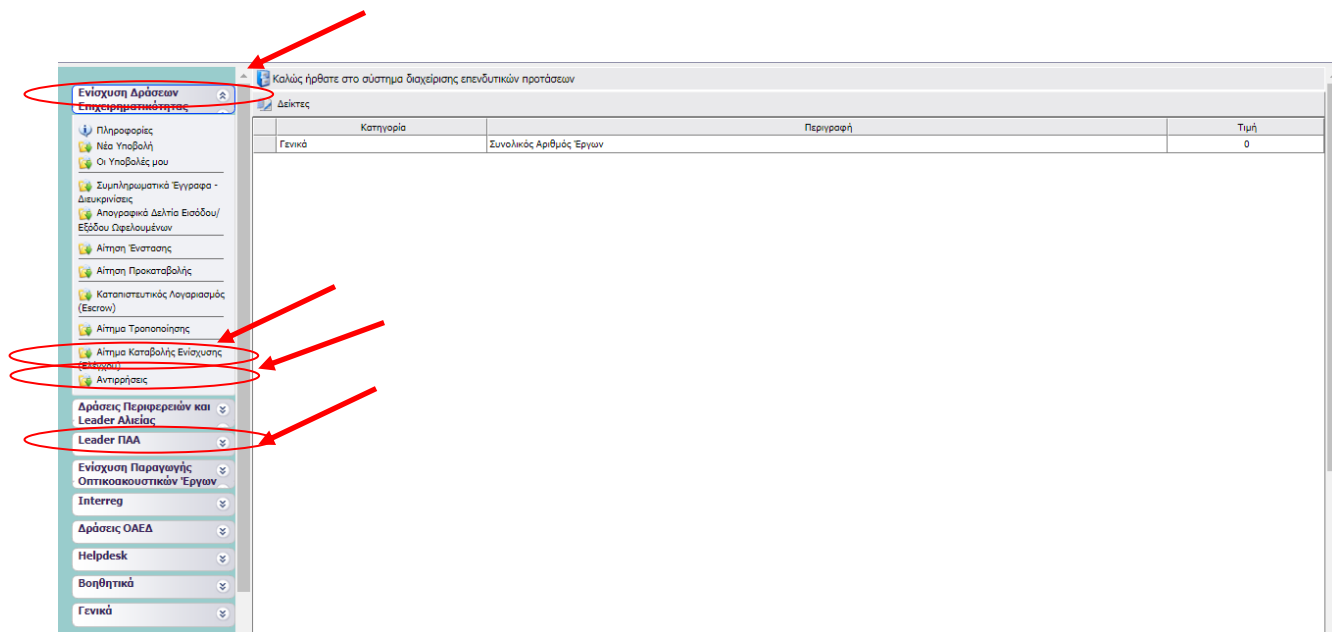 Καλώς ήρθατε στο σύστημα διαχείρισης επενδυτικών προτάσεων
Δείκτες
Κατηγορία Περιγραφή Τιμή
Γενικά Συνολικός Αριθμός Έργων 0
Ενίσχυση Δράσεων
Επιχειρηματικότητας
Πληροφορίες
Νέα Υποβολή
Οι Υποβολές μου
Συμπληρωματικά Έγγραφα -
Διευκρινίσεις
Απογραφικά Δελτία Εισόδου/
Εξόδου Ωφελουμένων
Αίτηση Ένστασης
Αίτηση Προκαταβολής
Καταπιστευτικός Λογαριασμός
(Escrow)
Αίτημα Τροποποίησης
Αίτημα Καταβολής Ενίσχυσης
(Ελέγχου)
Αντιρρήσεις
Δράσεις Περιφερειών και
Leader Αλιείας
Leader ΠΑΑ
Ενίσχυση Παραγωγής
Οπτικοακουστικών Έργων
Interreg
Δράσεις ΟΑΕΔ
Helpdesk
Βοηθητικά
Γενικά